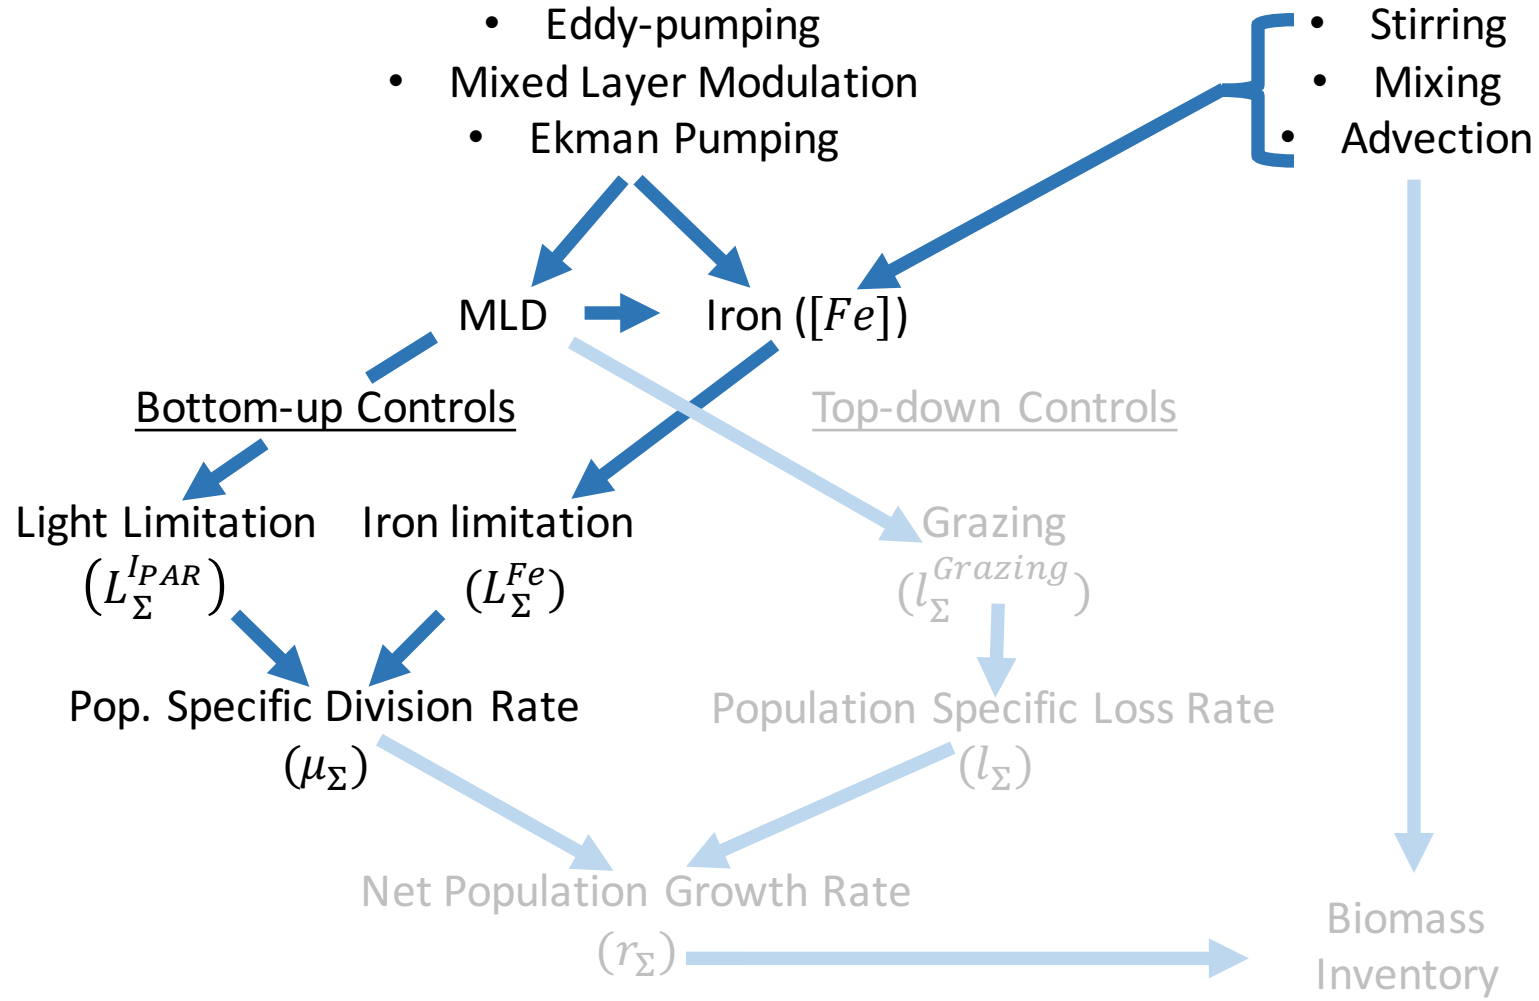 • Eddy-pumping
• Mixed Layer Modulation
• Ekman Pumping
• Stirring
• Mixing
• Advection
MLD
Iron ([Fe])
Bottom-up Controls
Top-down Controls
Light Limitation
(L_Σ^{I_{PAR}})
Iron limitation
(L_Σ^{Fe})
Grazing
(l_Σ^{Grazing})
Pop. Specific Division Rate
(μ_Σ)
Population Specific Loss Rate
(l_Σ)
Net Population Growth Rate
(r_Σ)
Biomass
Inventory